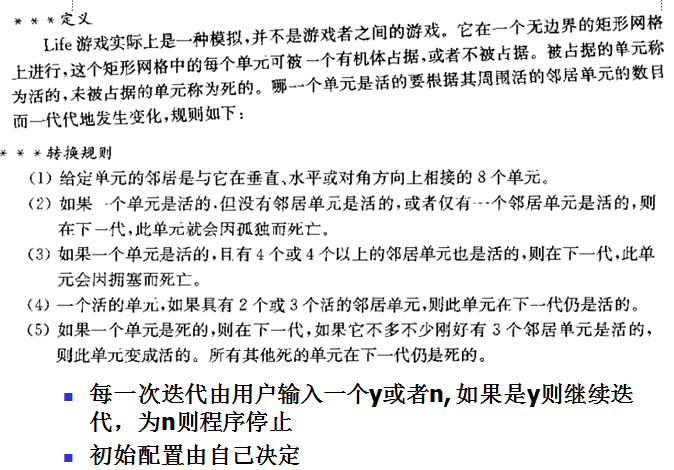 * * * 定义
Life 游戏实际上是一种模拟,并不是游戏者之间的游戏。它在一个无边界的矩形网格
上进行,这个矩形网格中的每个单元可被一个有机体占据,或者不被占据。被占据的单元称
为活的,未被占据的单元称为死的。哪一个单元是活的要根据其周围活的邻居单元的数目
而一代代地发生变化,规则如下:
* * * 转换规则
(1) 给定单元的邻居是与它在垂直、水平或对角方向上相接的 8 个单元。
(2) 如果一个单元是活的,但没有邻居单元是活的,或者仅有一个邻居单元是活的,则
在下一代,此单元就会因孤独而死亡。
(3) 如果一个单元是活的,且有 4 个或 4 个以上的邻居单元也是活的,则在下一代,此单
元会因拥塞而死亡。
(4) 一个活的单元,如果具有 2 个或 3 个活的邻居单元,则此单元在下一代仍是活的。
(5) 如果一个单元是死的,则在下一代,如果它不多不少刚好有 3 个邻居单元是活的,
则此单元变成活的。所有其他死的单元在下一代仍是死的。
■ 每一次迭代由用户输入一个y或者n, 如果是y则继续迭
代，为n则程序停止
■ 初始配置由自己决定